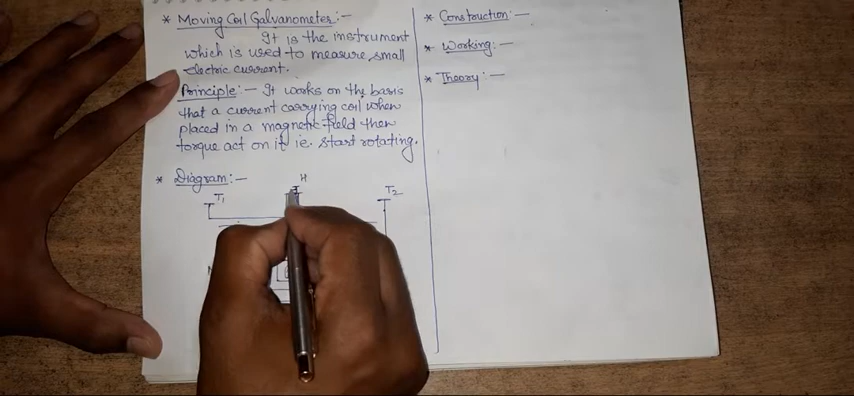 * Moving Coil Galvanometer:-
It is the instrument
which is used to measure small
electric current.
Principle:- It works on the basis
that a current carrying coil when
placed in a magnetic field then
torque act on it ie. start rotating.
* Diagram:-
H
T1
T2
N
* Construction:-
* Working:-
* Theory:-